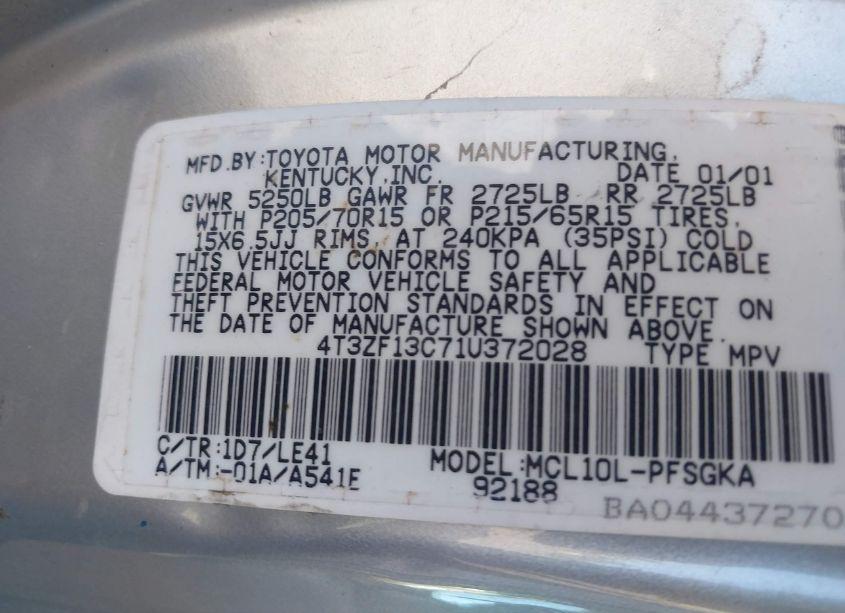 MFD.BY:TOYOTA MOTOR MANUFACTURING,
KENTUCKY,INC. DATE 01/01
GVWR 5250LB GAWR FR 2725LB RR 2725LB
WITH P205/70R15 OR P215/65R15 TIRES,
15X6.5JJ RIMS, AT 240KPA (35PSI) COLD
THIS VEHICLE CONFORMS TO ALL APPLICABLE
FEDERAL MOTOR VEHICLE SAFETY AND
THEFT PREVENTION STANDARDS IN EFFECT ON
THE DATE OF MANUFACTURE SHOWN ABOVE.
4T3ZF13C71U372028 TYPE MPV
C/TR:1D7/LE41
A/TM:-01A/A541E
MODEL:MCL10L-PFSGKA
92188
BA04437270